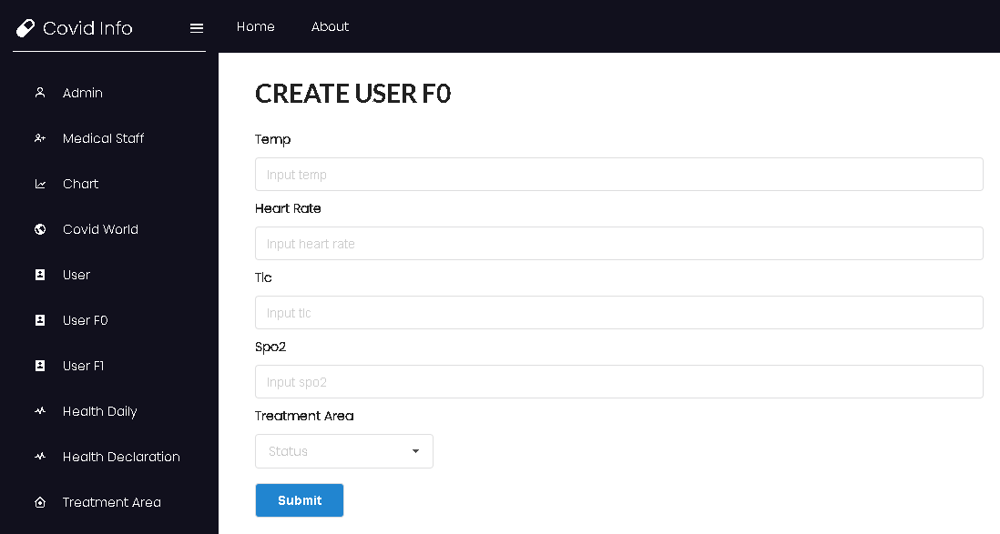 Covid Info
Home
About
Admin
Medical Staff
Chart
Covid World
User
User F0
User F1
Health Daily
Health Declaration
Treatment Area
CREATE USER F0
Temp
Input temp
Heart Rate
Input heart rate
Tlc
Input tlc
Spo2
Input spo2
Treatment Area
Status
Submit